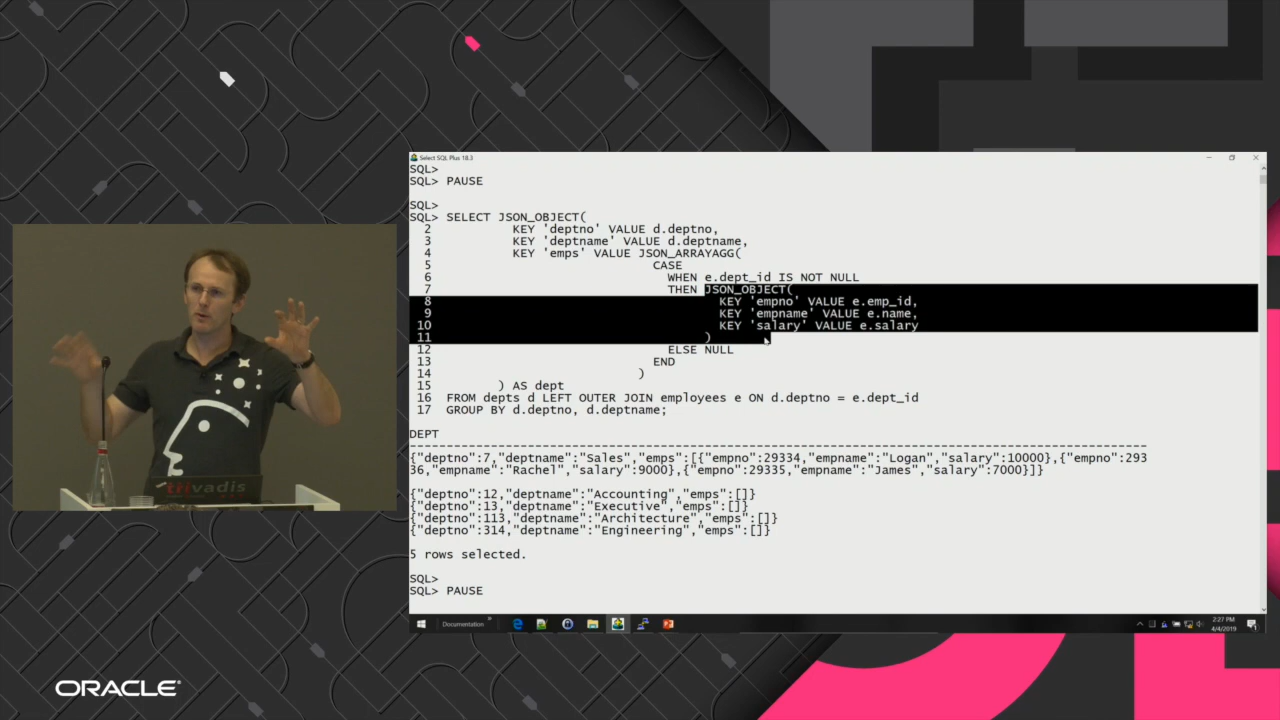 Select SQL Plus 18.3
SQL>
SQL> PAUSE
SQL>
SQL> SELECT JSON_OBJECT(
2 KEY 'deptno' VALUE d.deptno,
3 KEY 'deptname' VALUE d.deptname,
4 KEY 'emps' VALUE JSON_ARRAYAGG(
5 CASE
6 WHEN e.dept_id IS NOT NULL
7 THEN JSON_OBJECT(
8 KEY 'empno' VALUE e.emp_id,
9 KEY 'empname' VALUE e.name,
10 KEY 'salary' VALUE e.salary
11 )
12 ELSE NULL
13 END
14 )
15 ) AS dept
16 FROM depts d LEFT OUTER JOIN employees e ON d.deptno = e.dept_id
17 GROUP BY d.deptno, d.deptname;
DEPT
--------------------------------------------------------------------------------
{"deptno":7,"deptname":"Sales","emps":[{"empno":29334,"empname":"Logan","salary":10000},{"empno":293
36,"empname":"Rachel","salary":9000},{"empno":29335,"empname":"James","salary":7000}]}
{"deptno":12,"deptname":"Accounting","emps":[]}
{"deptno":13,"deptname":"Executive","emps":[]}
{"deptno":113,"deptname":"Architecture","emps":[]}
{"deptno":314,"deptname":"Engineering","emps":[]}
5 rows selected.
SQL>
SQL> PAUSE
Documentation
2:27 PM
4/4/2019
trivadis
ORACLE